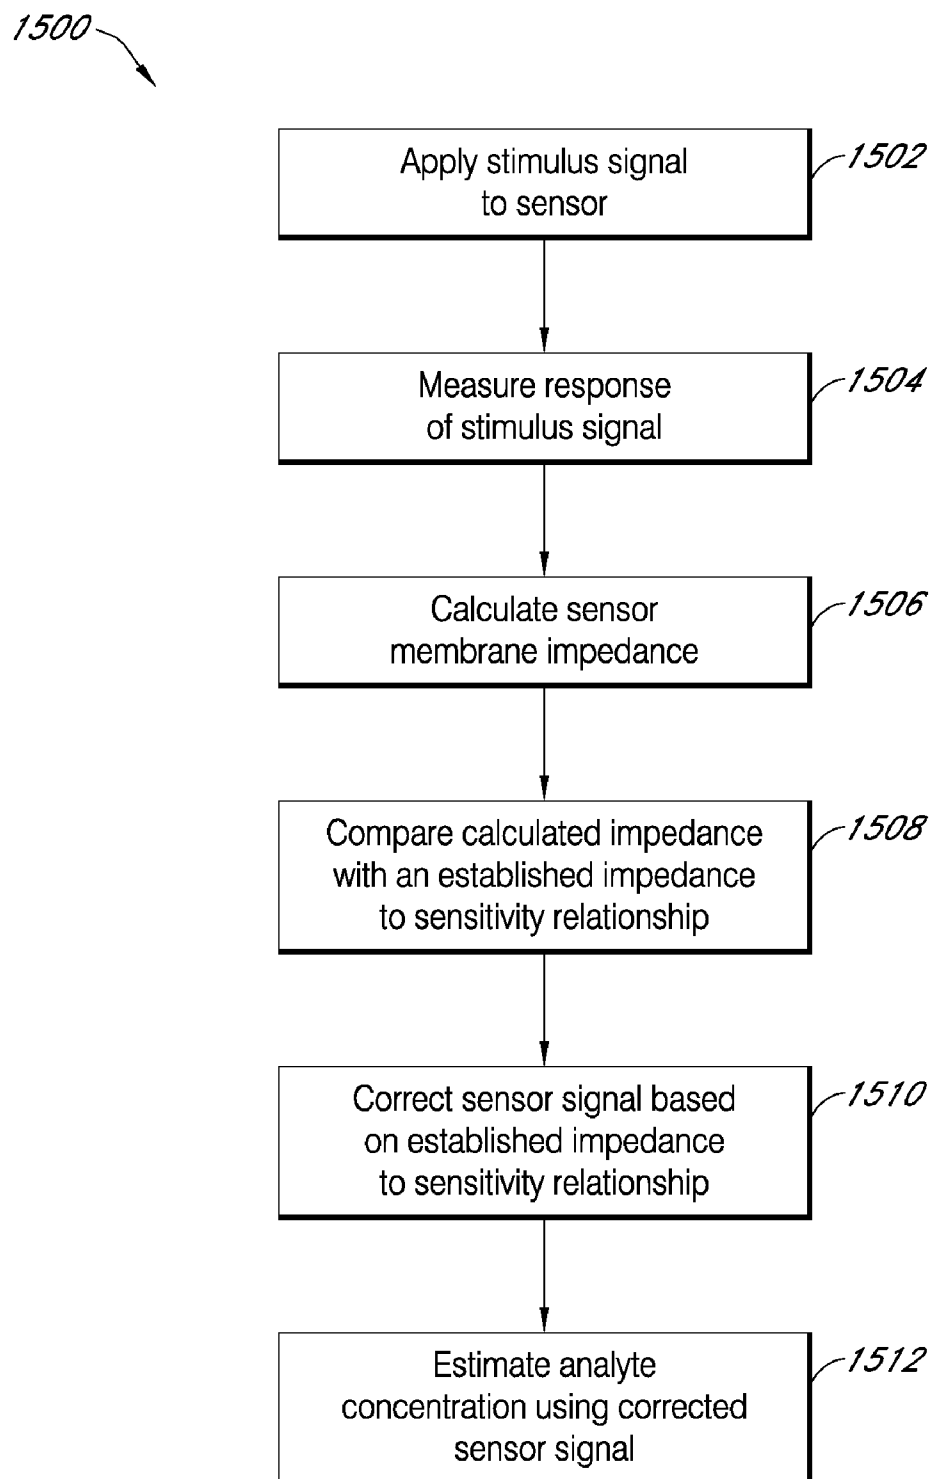 1500
Apply stimulus signal
to sensor
1502
Measure response
of stimulus signal
1504
Calculate sensor
membrane impedance
1506
Compare calculated impedance
with an established impedance
to sensitivity relationship
1508
Correct sensor signal based
on established impedance
to sensitivity relationship
1510
Estimate analyte
concentration using corrected
sensor signal
1512